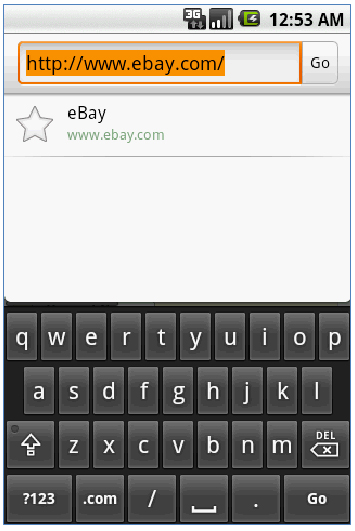 3G 12:53 AM
http://www.ebay.com/ Go
eBay
www.ebay.com
q w e r t y u i o p
a s d f g h j k l
z x c v b n m DEL
?123 .com / . Go